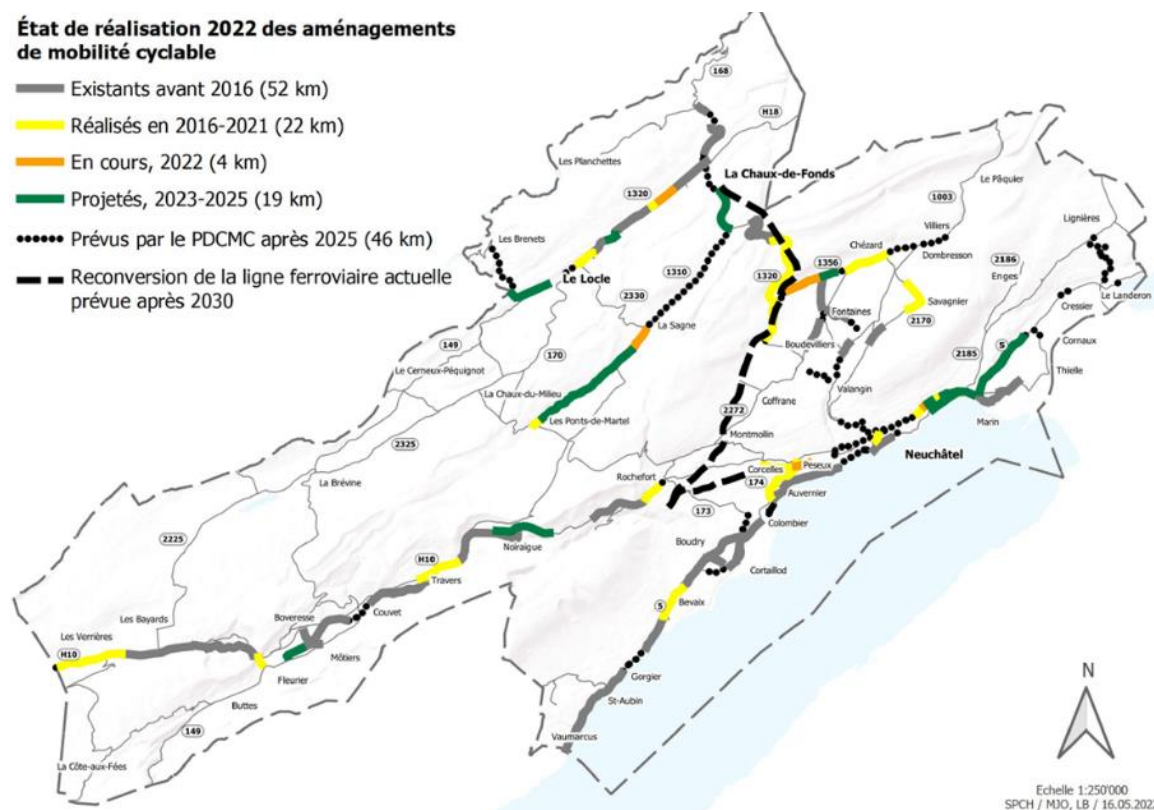 État de réalisation 2022 des aménagements
de mobilité cyclable
Existants avant 2016 (52 km)
Réalisés en 2016-2021 (22 km)
En cours, 2022 (4 km)
Projetés, 2023-2025 (19 km)
Prévus par le PDCMC après 2025 (46 km)
Reconversion de la ligne ferroviaire actuelle
prévue après 2030
168
H18
Les Planchettes
La Chaux-de-Fonds
Le Pâquier
1320
1003
Villiers
Lignières
Les Brenets
Chézard
Dombresson
1356
2186
Le Locle
1310
1320
Enges
Le Landeron
2330
Savagnier
Cressier
Fontaines
2170
La Sagne
149
170
Boudevilliers
2185
5
Cornaux
Le Cerneux-Péquignot
Thielle
La Chaux-du-Milieu
Valangin
Coffrane
2272
Les Ponts-de-Martel
Marin
2325
Montmollin
Neuchâtel
Rochefort
Corcelles
Peseux
La Brévine
174
Auvernier
173
Colombier
2225
Noiraigue
Boudry
H10
Cortaillod
Travers
Bevaix
5
Couvet
Boveresse
Les Bayards
Les Verrières
H10
Môtiers
Fleurier
Gorgier
St-Aubin
Buttes
149
Vaumarcus
La Côte-aux-Fées
N
Echelle 1:250'000
SPCH / MJO, LB / 16.05.202